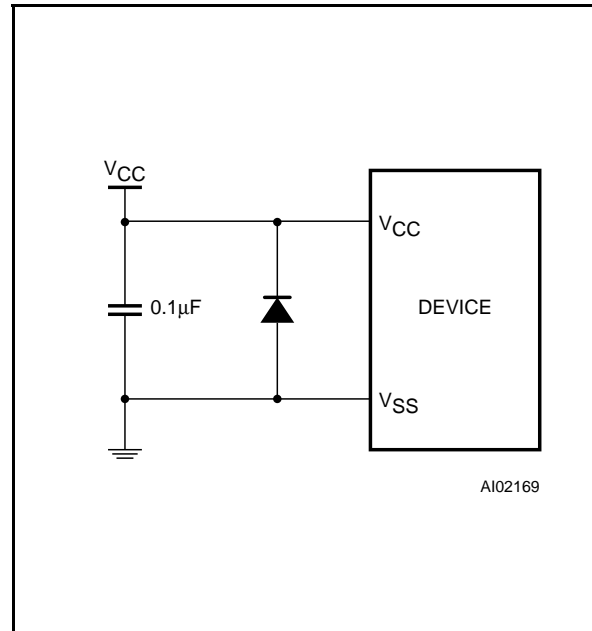 VCC
VCC
0.1μF
DEVICE
VSS
AI02169